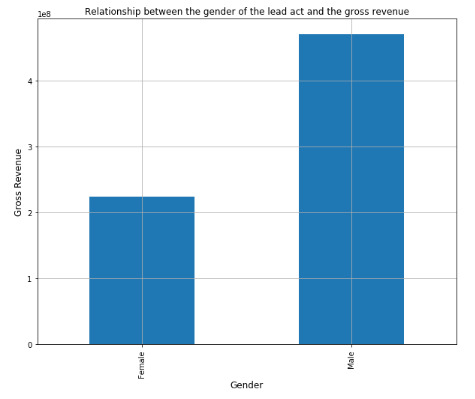 Relationship between the gender of the lead act and the gross revenue
1e8
4
3
2
1
0
Gross Revenue
Female
Male
Gender